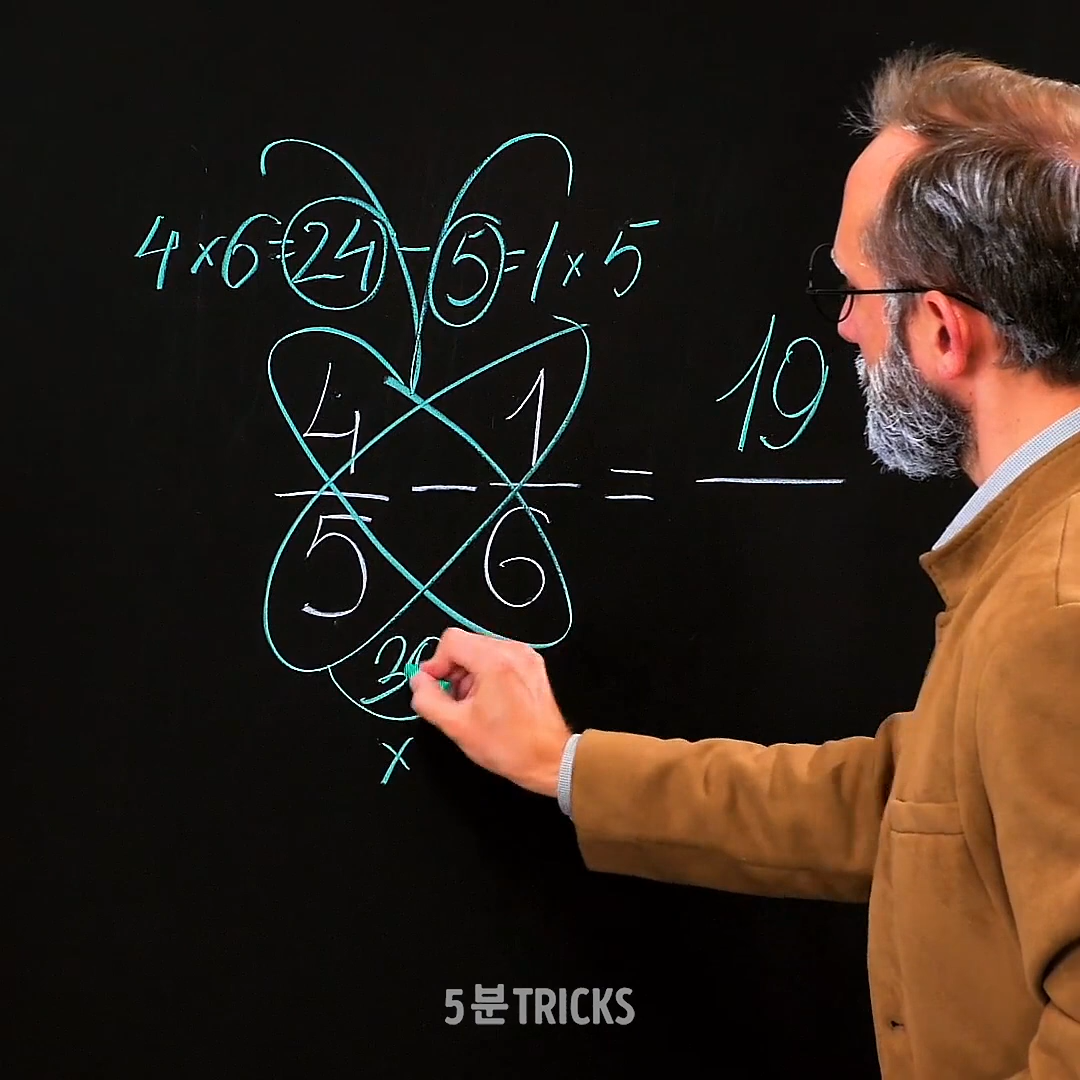 4×6=24-5=1×5
4/5 - 1/6 = 19/
30
×
5분TRICKS